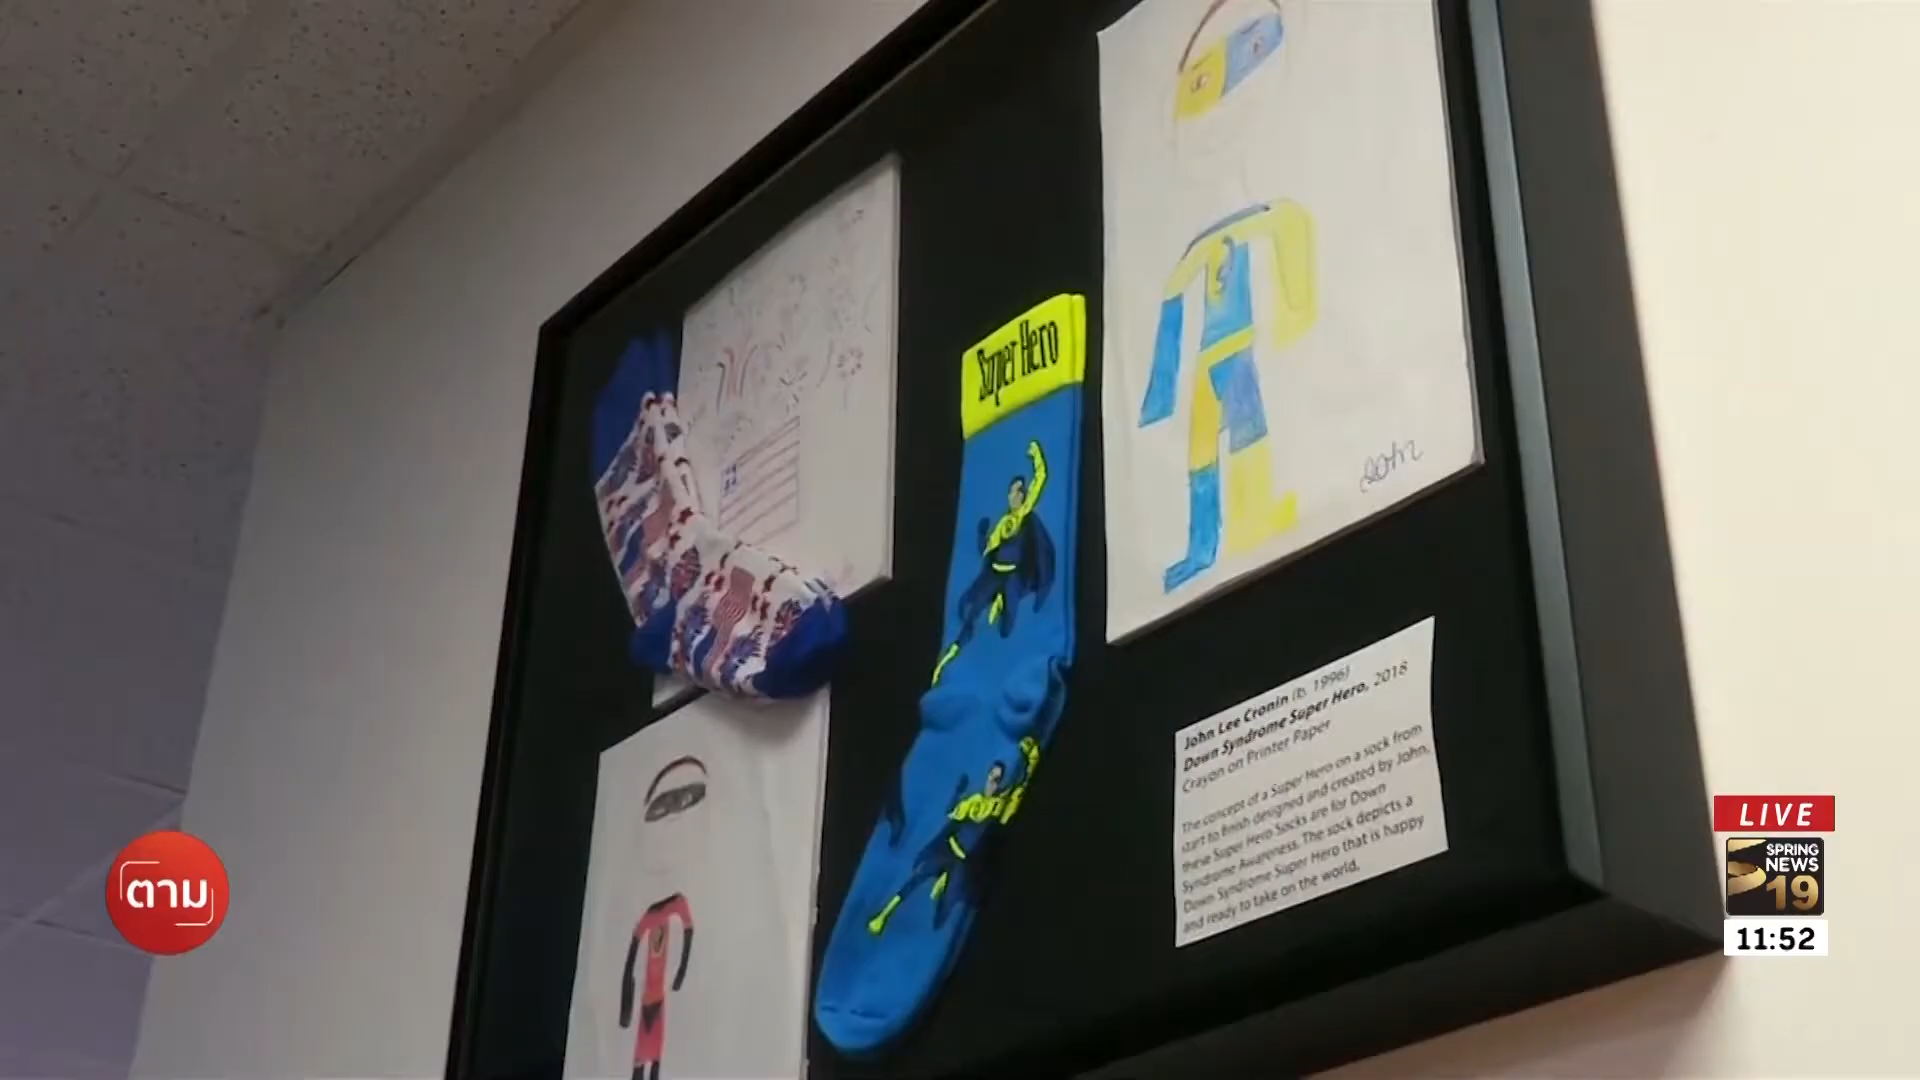 Super Hero
John
John Lee Cronin (b. 1996)
Down Syndrome Super Hero, 2018
Crayon on Printer Paper
The concept of a Super Hero on a sock from
start to finish designed and created by John,
these Super Hero Socks are for Down
Syndrome Awareness. The sock depicts a
Down Syndrome Super Hero that is happy
and ready to take on the world.
ตาม
LIVE
SPRING
NEWS
19
11:52